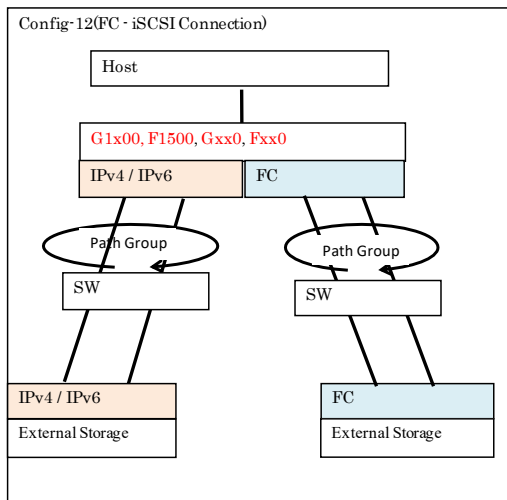 Config-12(FC - iSCSI Connection)
Host
G1x00, F1500, Gxx0, Fxx0
IPv4 / IPv6
FC
Path Group
Path Group
SW
SW
IPv4 / IPv6
FC
External Storage
External Storage